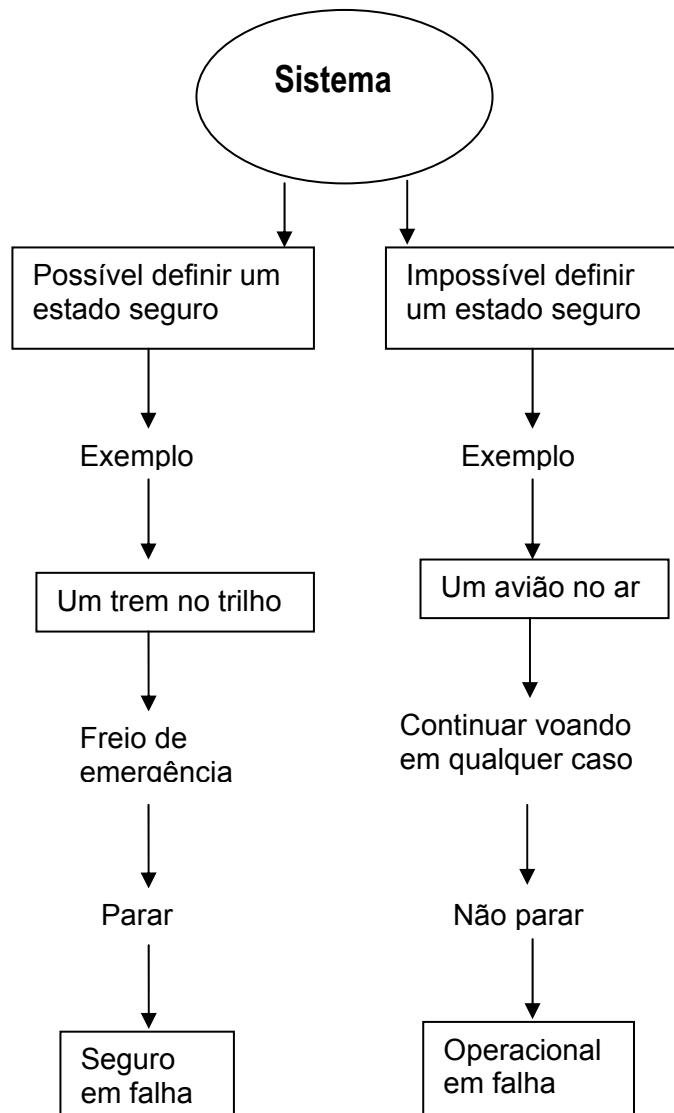 Sistema
Possível definir um
estado seguro
Impossível definir
um estado seguro
Exemplo
Exemplo
Um trem no trilho
Um avião no ar
Freio de
emergência
Continuar voando
em qualquer caso
Parar
Não parar
Seguro
em falha
Operacional
em falha